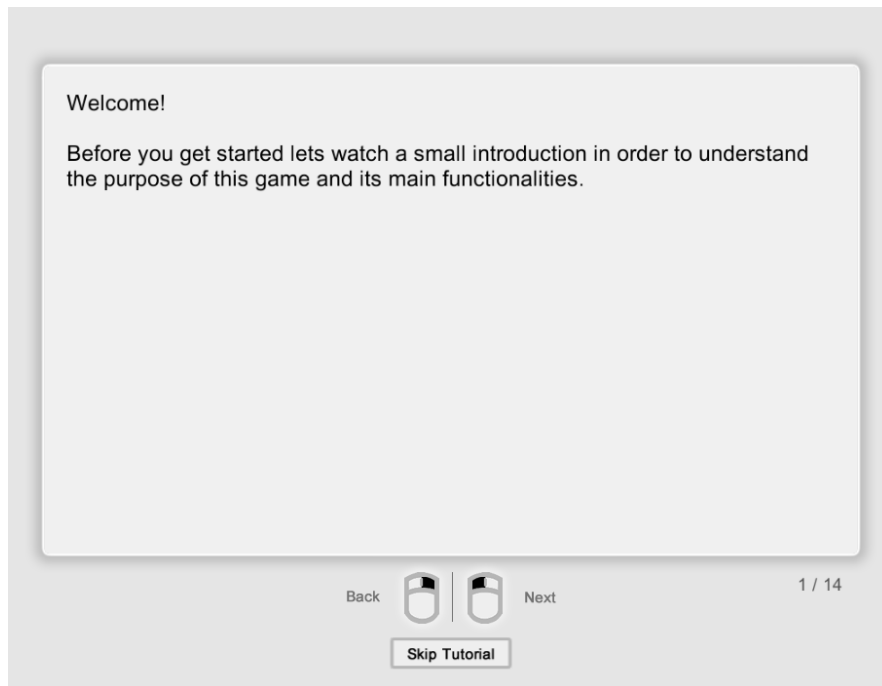 Welcome!
Before you get started lets watch a small introduction in order to understand
the purpose of this game and its main functionalities.
Back
Next
1 / 14
Skip Tutorial